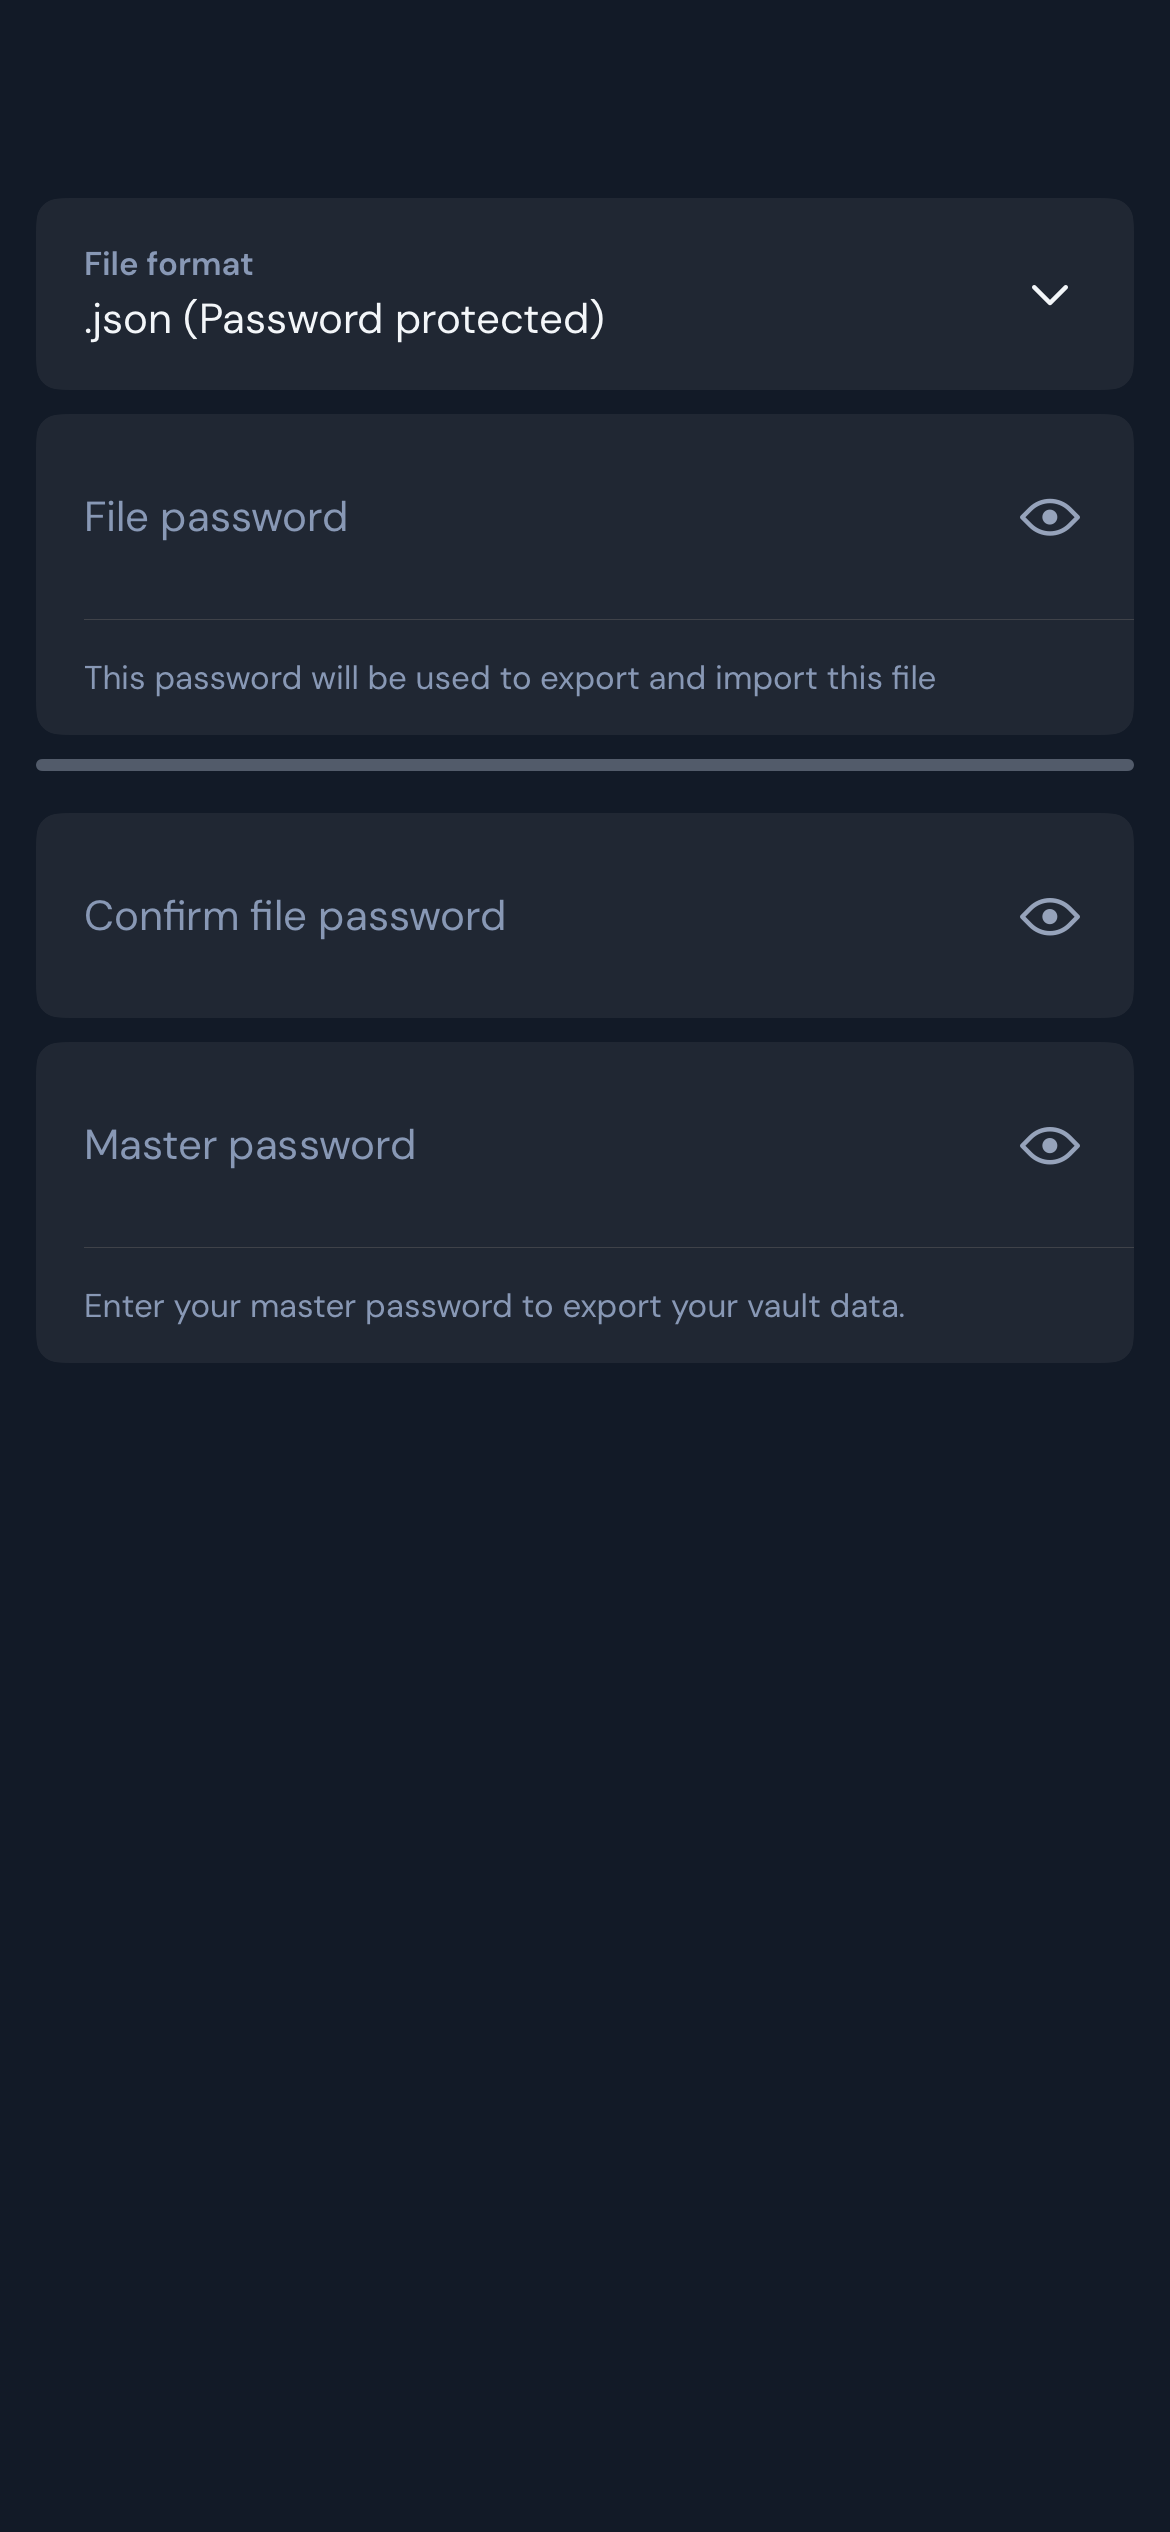 File format
.json (Password protected)
File password
This password will be used to export and import this file
Confirm file password
Master password
Enter your master password to export your vault data.